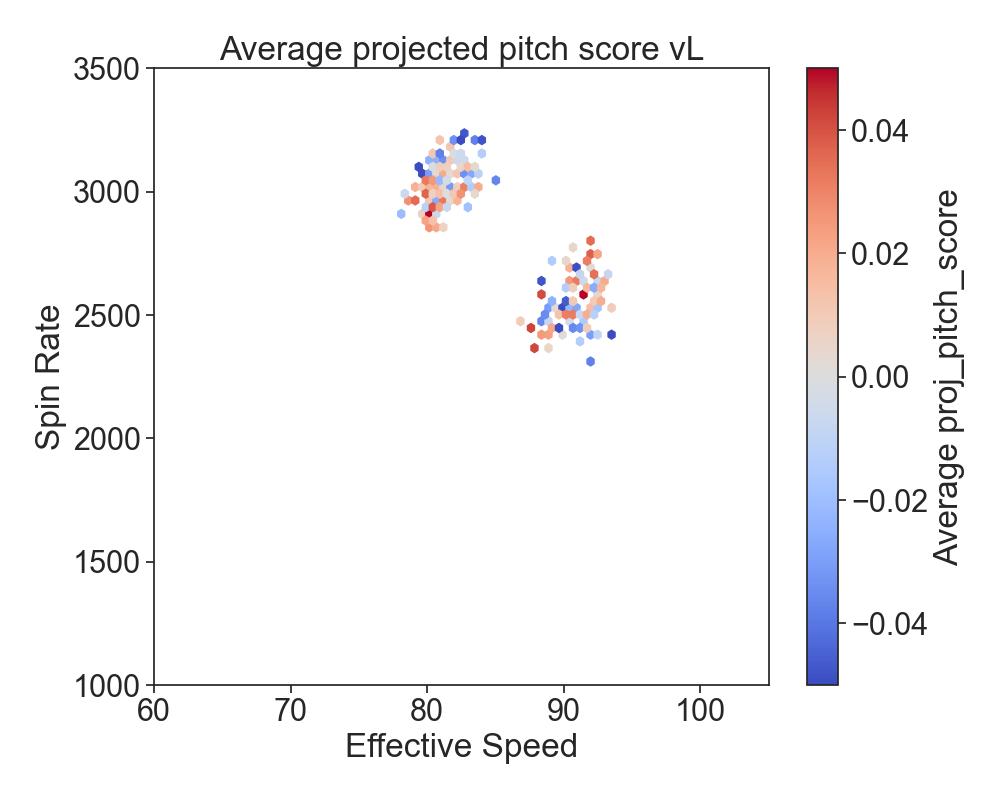 Average projected pitch score vL
3500
3000
2500
2000
1500
1000
Spin Rate
60 70 80 90 100
Effective Speed
0.04
0.02
0.00
−0.02
−0.04
Average proj_pitch_score